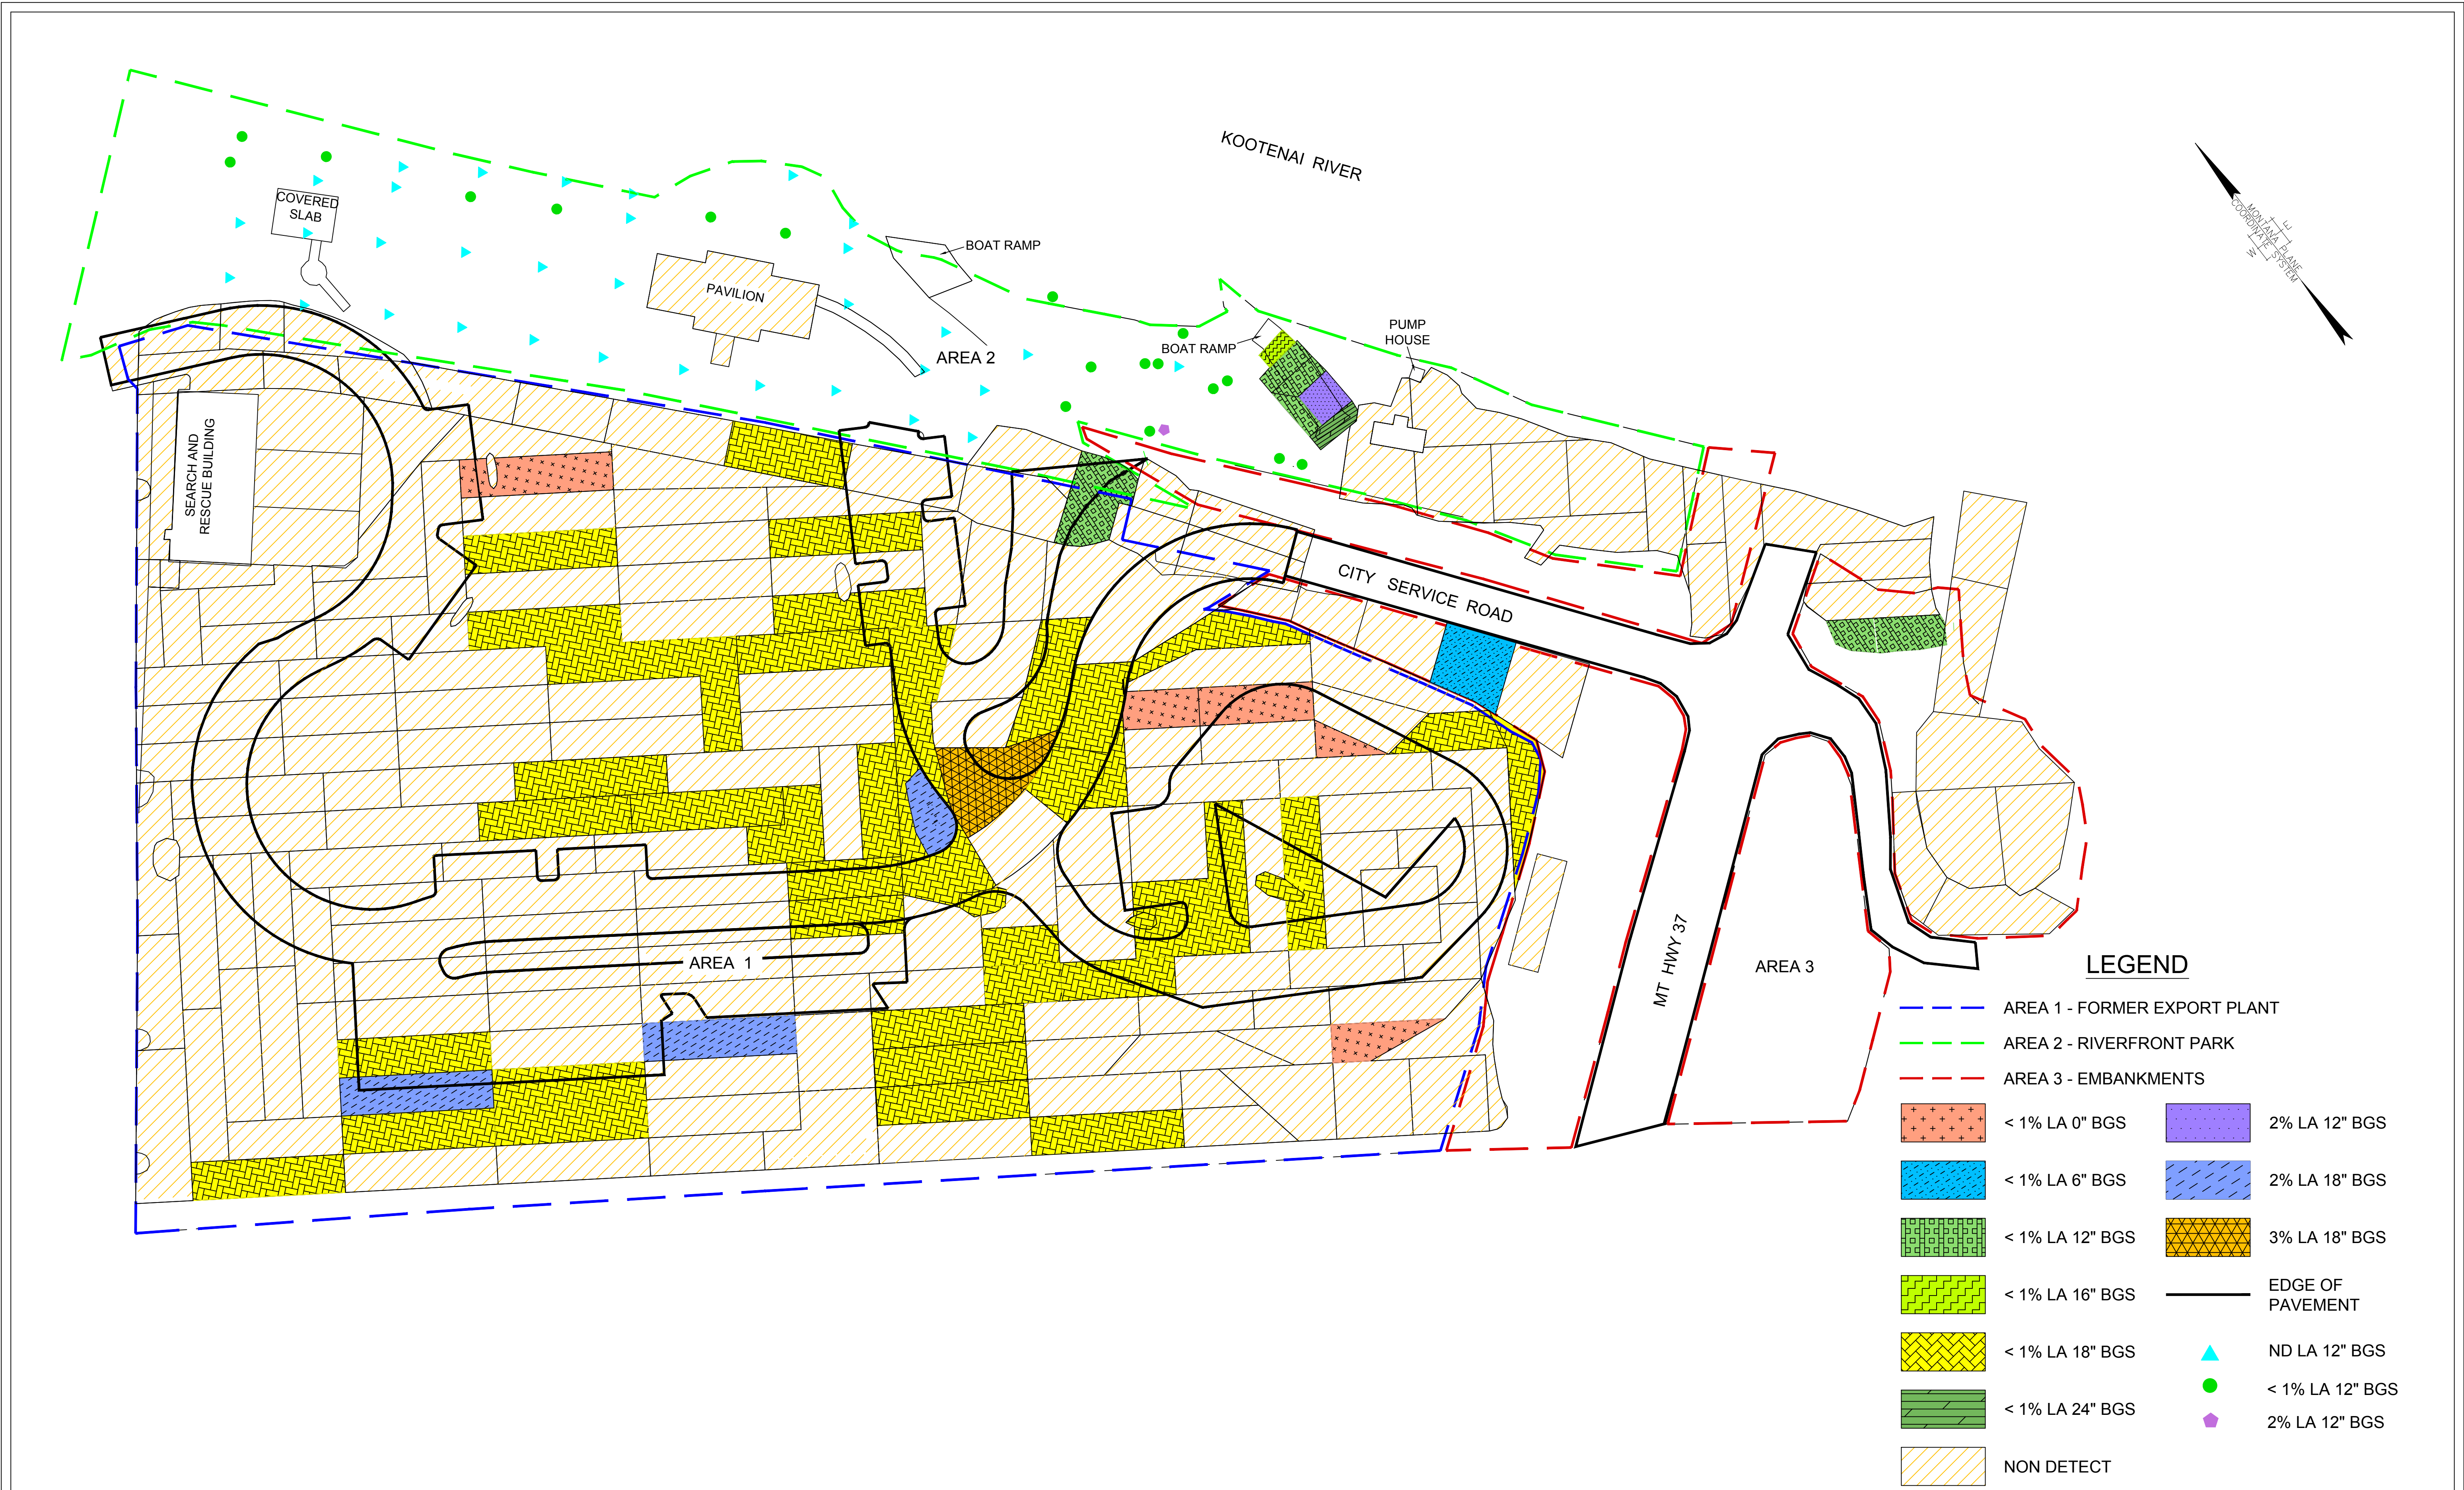 KOOTENAI RIVER
COVERED
SLAB
BOAT RAMP
PAVILION
AREA 2
BOAT RAMP
PUMP
HOUSE
MONTANA PLANE
COORDINATE SYSTEM
E
W
SEARCH AND
RESCUE BUILDING
CITY SERVICE ROAD
MT HWY 37
AREA 1
AREA 3
LEGEND
AREA 1 - FORMER EXPORT PLANT
AREA 2 - RIVERFRONT PARK
AREA 3 - EMBANKMENTS
< 1% LA 0" BGS
2% LA 12" BGS
< 1% LA 6" BGS
2% LA 18" BGS
< 1% LA 12" BGS
3% LA 18" BGS
< 1% LA 16" BGS
EDGE OF
PAVEMENT
< 1% LA 18" BGS
ND LA 12" BGS
< 1% LA 24" BGS
< 1% LA 12" BGS
2% LA 12" BGS
NON DETECT